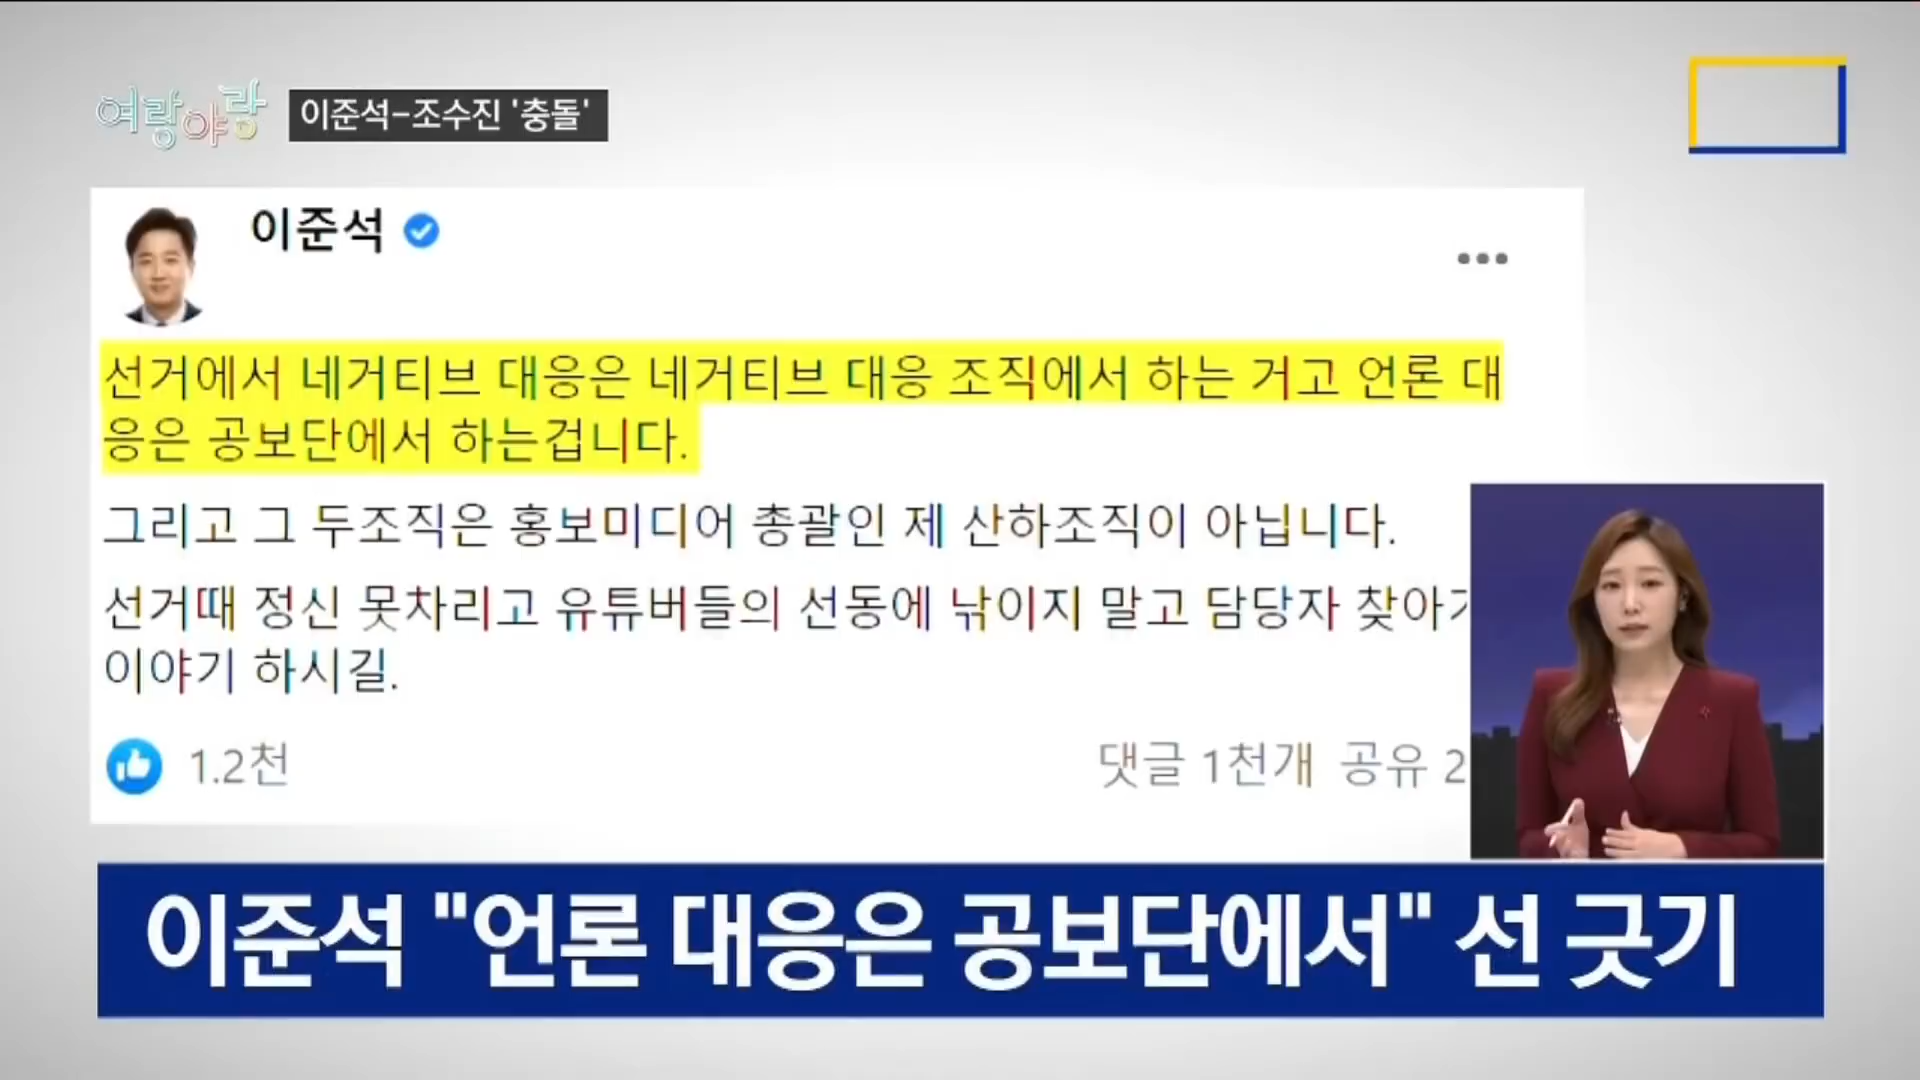 여랑야랑
이준석-조수진 '충돌'
이준석
선거에서 네거티브 대응은 네거티브 대응 조직에서 하는 거고 언론 대
응은 공보단에서 하는겁니다.
그리고 그 두조직은 홍보미디어 총괄인 제 산하조직이 아닙니다.
선거때 정신 못차리고 유튜버들의 선동에 낚이지 말고 담당자 찾아가
이야기 하시길.
1.2천
댓글 1천개 공유 2
이준석 "언론 대응은 공보단에서" 선 긋기